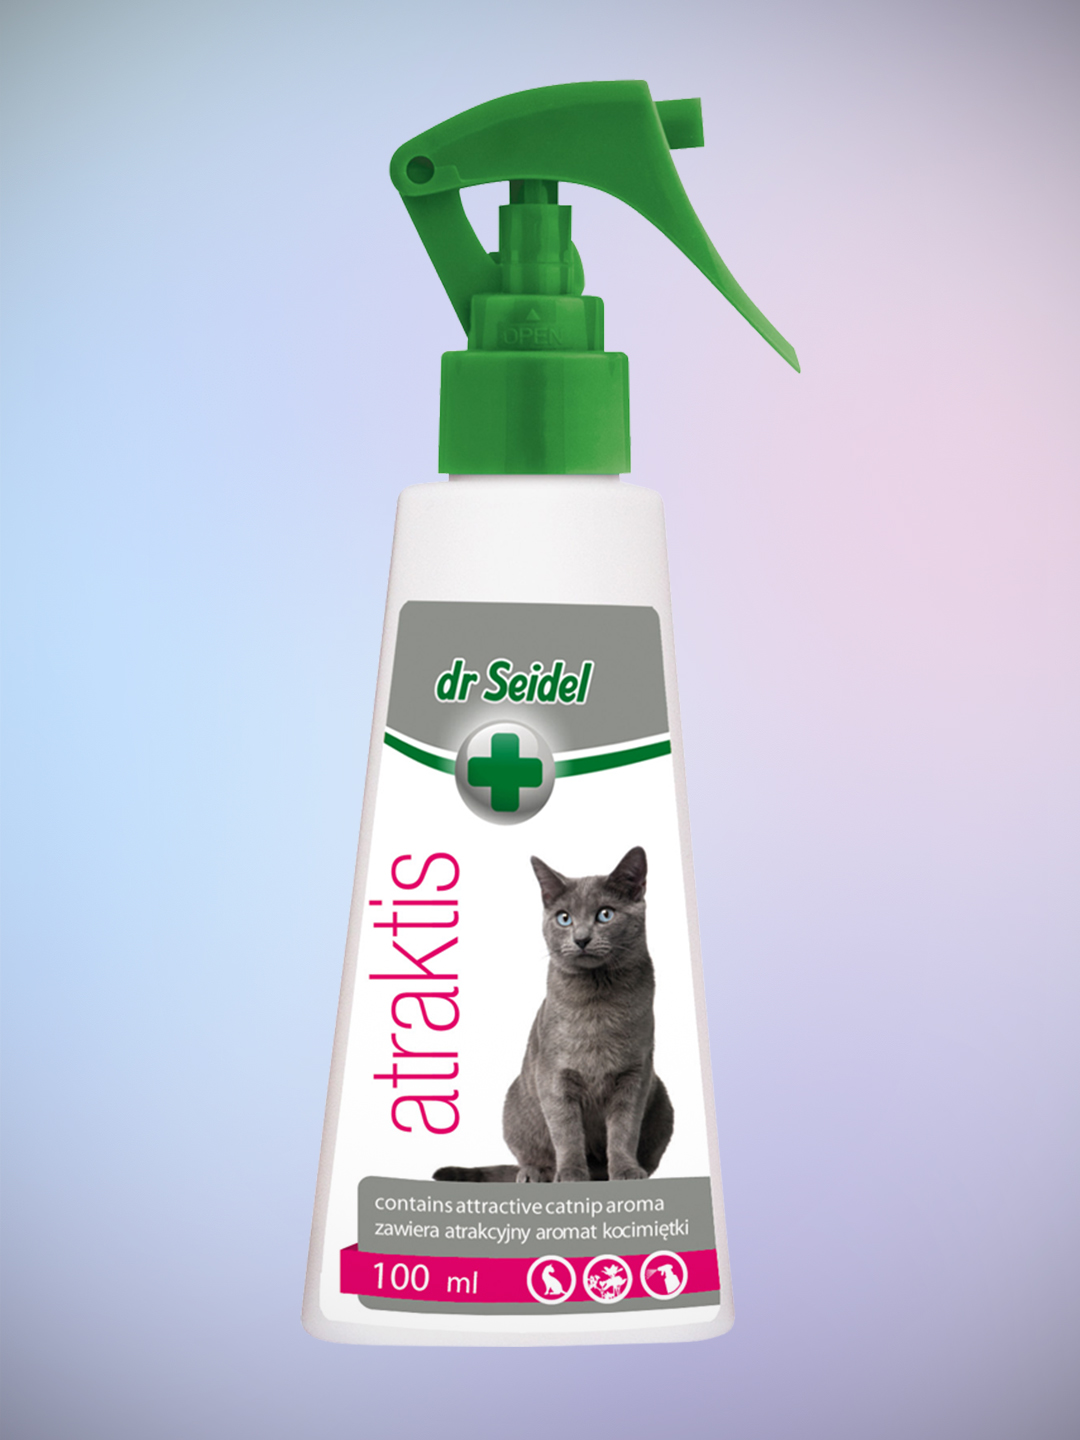 OPEN
dr Seidel
atraktis
contains attractive catnip aroma
zawiera atrakcyjny aromat kocimiętki
100 ml